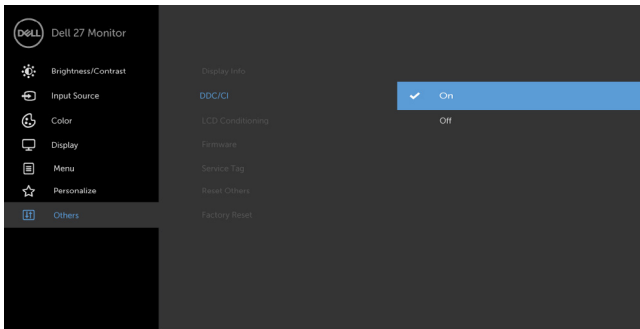 DELL
Dell 27 Monitor
Brightness/Contrast
Input Source
Color
Display
Menu
Personalize
Others
Display Info
DDC/CI
LCD Conditioning
Firmware
Service Tag
Reset Others
Factory Reset
On
Off